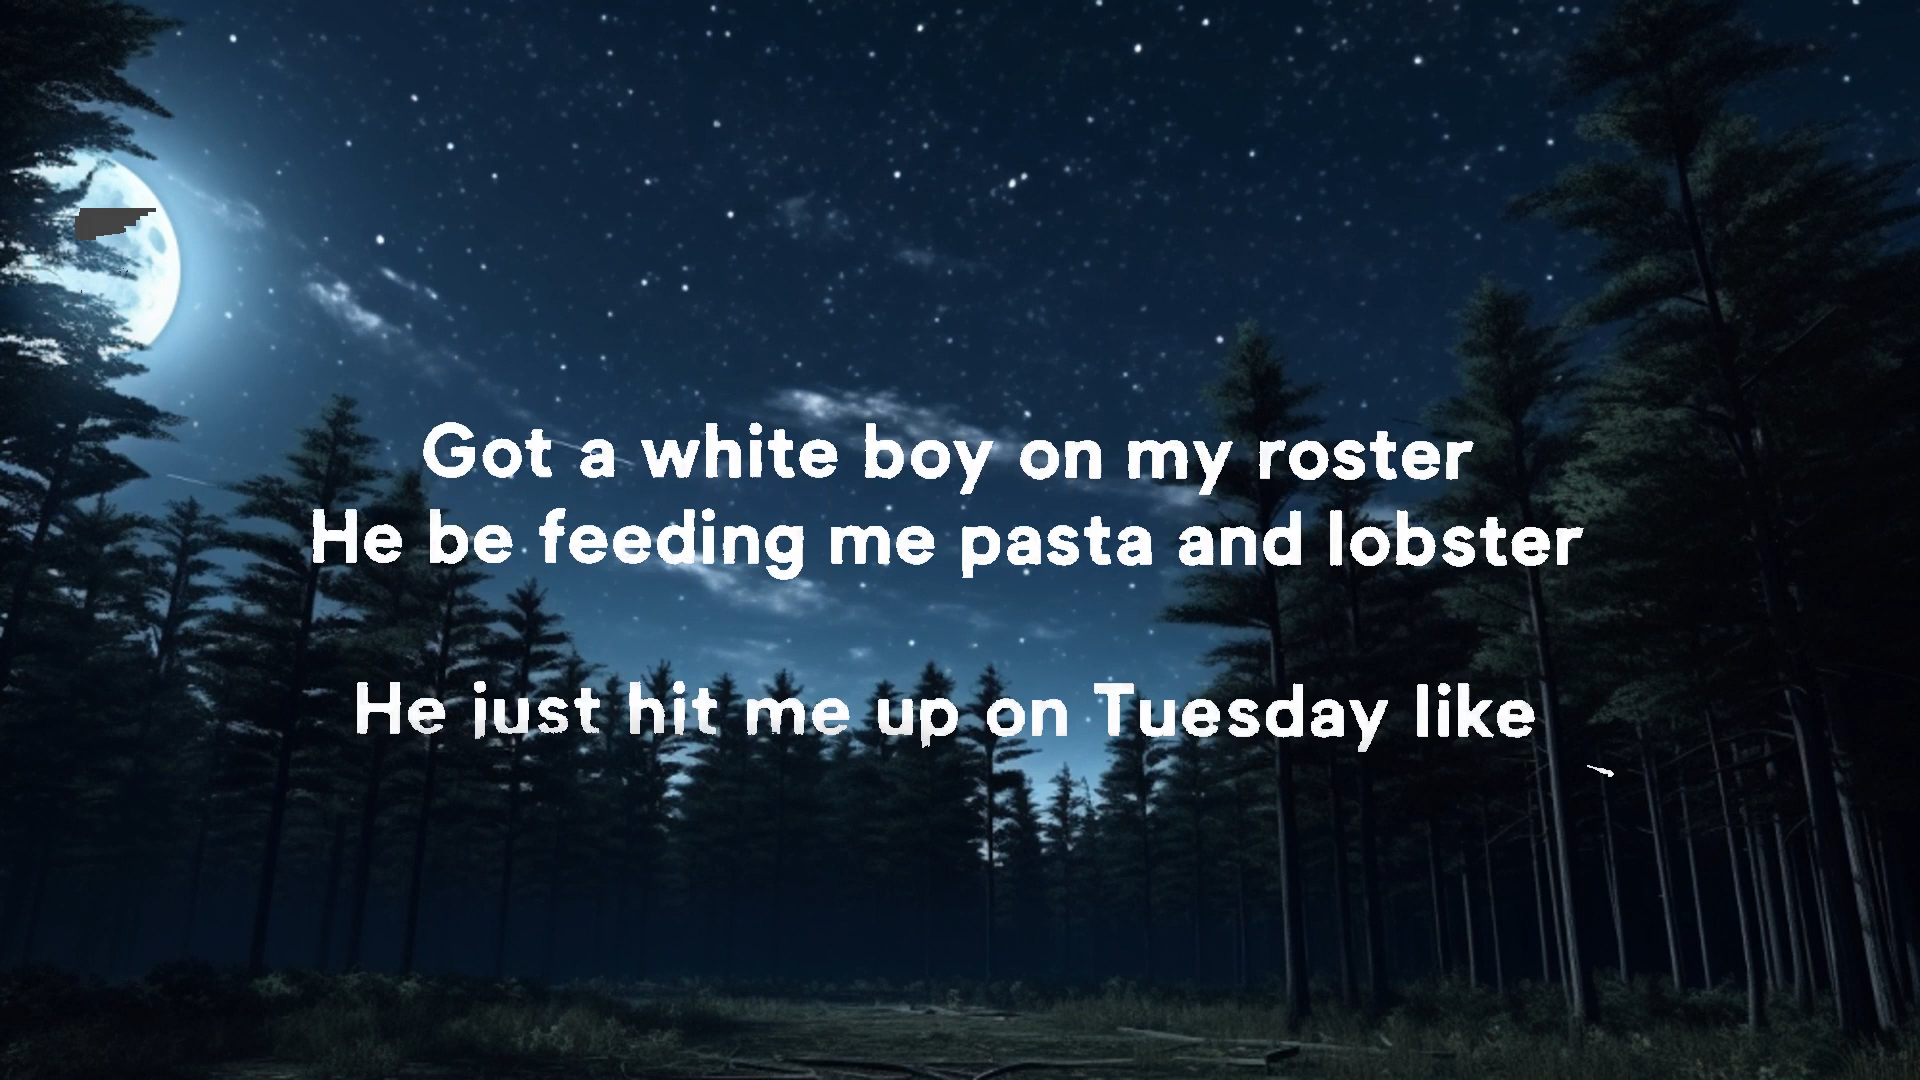 Got a white boy on my roster
He be feeding me pasta and lobster
He just hit me up on Tuesday like